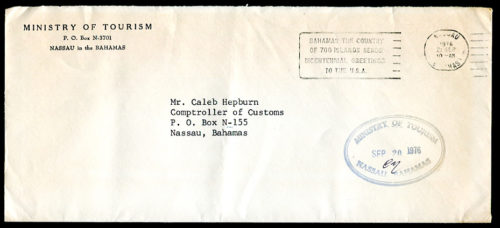 MINISTRY OF TOURISM
P. O. Box N-3701
NASSAU in the BAHAMAS
BAHAMAS THE COUNTRY
OF 700 ISLANDS SENDS
BICENTENNIAL GREETINGS
TO THE U.S.A.
NASSAU
1976
Mr. Caleb Hepburn
Comptroller of Customs
P. O. Box N-155
Nassau, Bahamas
MINISTRY OF TOURISM
SEP 20 1976
NASSAU BAHAMAS